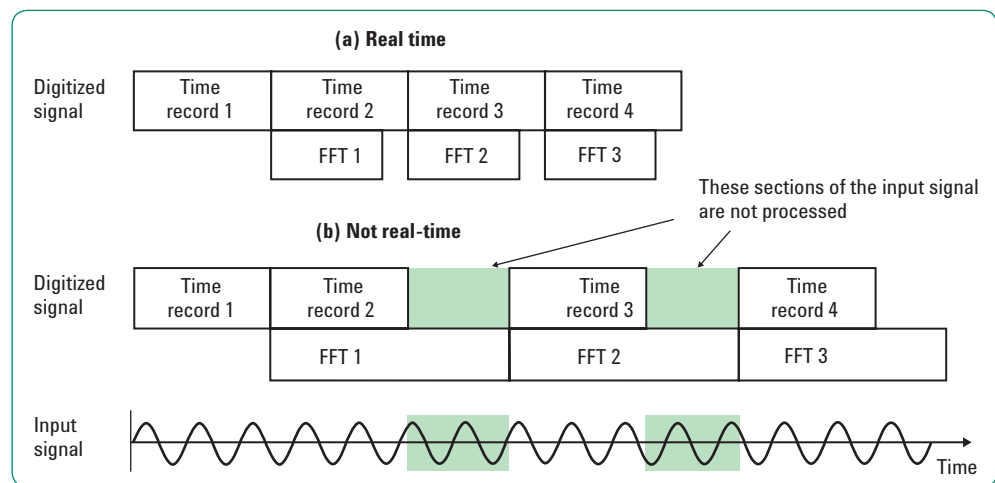 (a) Real time
Digitized
signal
Time
record 1
Time
record 2
Time
record 3
Time
record 4
FFT 1
FFT 2
FFT 3
These sections of the input signal
are not processed
(b) Not real-time
Digitized
signal
Time
record 1
Time
record 2
Time
record 3
Time
record 4
FFT 1
FFT 2
FFT 3
Input
signal
Time